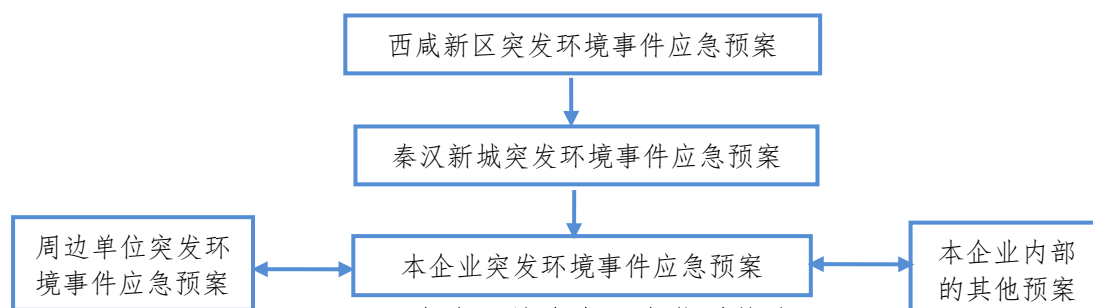 西咸新区突发环境事件应急预案
秦汉新城突发环境事件应急预案
周边单位突发环
境事件应急预案
本企业突发环境事件应急预案
本企业内部
的其他预案